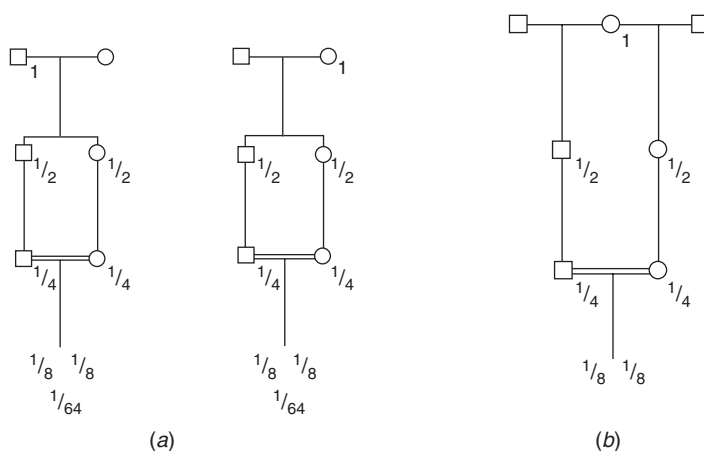 1 1 1
1/2 1/2 1/2 1/2 1/2 1/2
1/4 1/4 1/4 1/4 1/4 1/4
1/8 1/8 1/8 1/8 1/8 1/8
1/64 1/64
(a) (b)